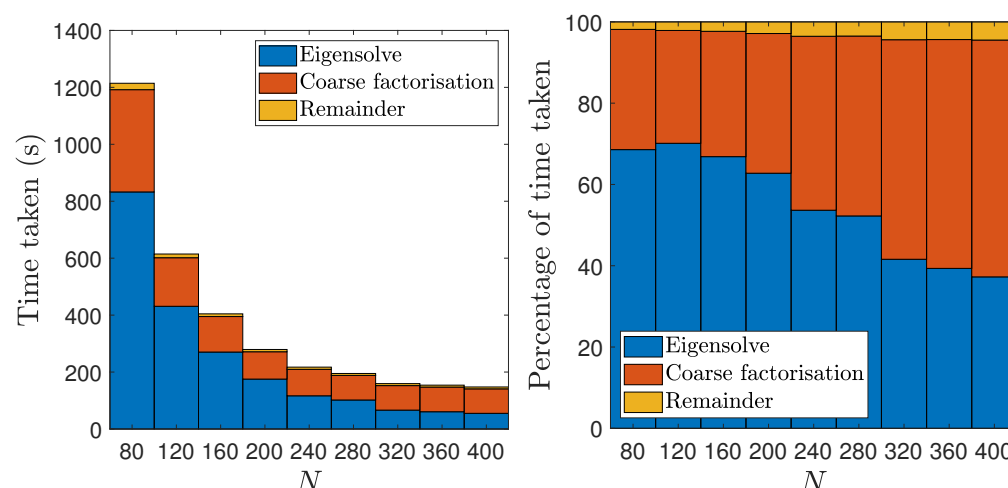 1400
1200
1000
800
600
400
200
0
Time taken (s)
Eigensolve
Coarse factorisation
Remainder
80 120 160 200 240 280 320 360 400
N
100
80
60
40
20
0
Percentage of time taken
Eigensolve
Coarse factorisation
Remainder
80 120 160 200 240 280 320 360 400
N